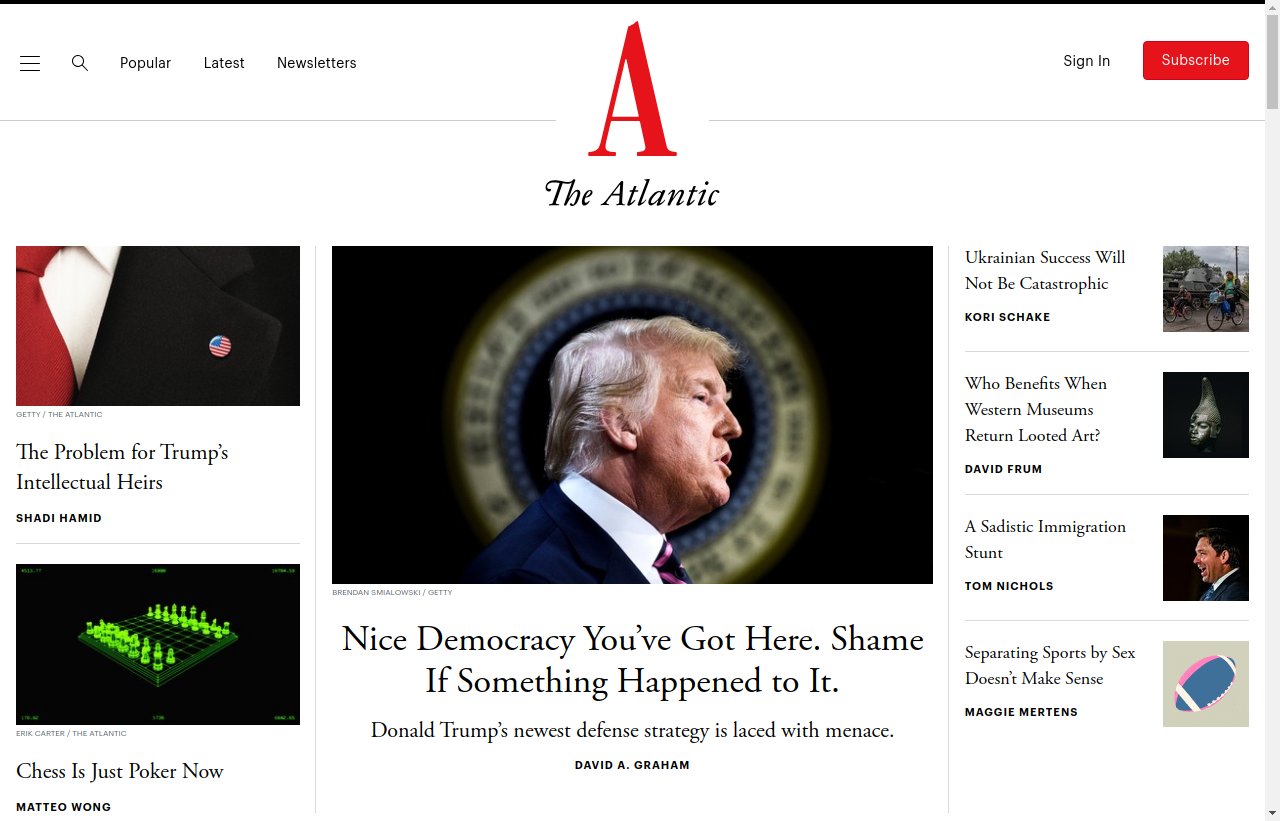 Popular
Latest
Newsletters
A
The Atlantic
Sign In
Subscribe
GETTY / THE ATLANTIC
The Problem for Trump’s
Intellectual Heirs
SHADI HAMID
ERIK CARTER / THE ATLANTIC
Chess Is Just Poker Now
MATTEO WONG
BRENDAN SMIALOWSKI / GETTY
Nice Democracy You’ve Got Here. Shame
If Something Happened to It.
Donald Trump’s newest defense strategy is laced with menace.
DAVID A. GRAHAM
Ukrainian Success Will
Not Be Catastrophic
KORI SCHAKE
Who Benefits When
Western Museums
Return Looted Art?
DAVID FRUM
A Sadistic Immigration
Stunt
TOM NICHOLS
Separating Sports by Sex
Doesn’t Make Sense
MAGGIE MERTENS